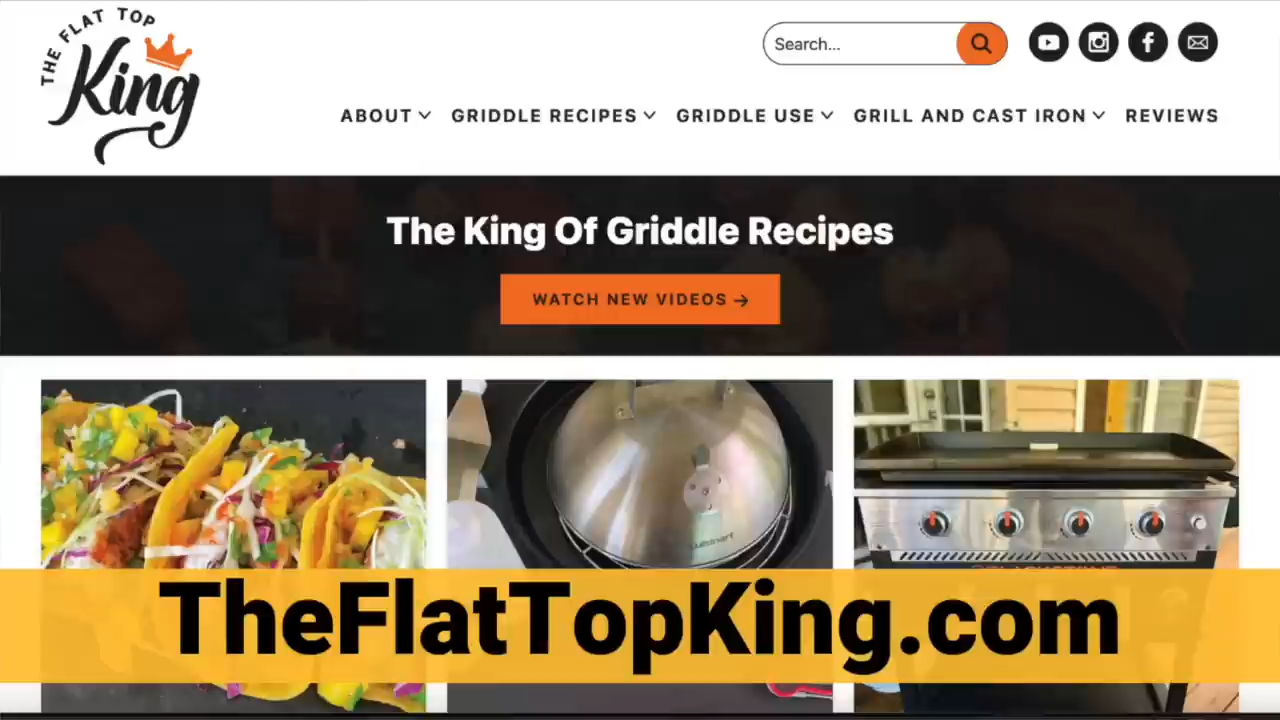 THE FLAT TOP
King
Search...
ABOUT GRIDDLE RECIPES GRIDDLE USE GRILL AND CAST IRON REVIEWS
The King Of Griddle Recipes
WATCH NEW VIDEOS →
Cuisinart
TheFlatTopKing.com